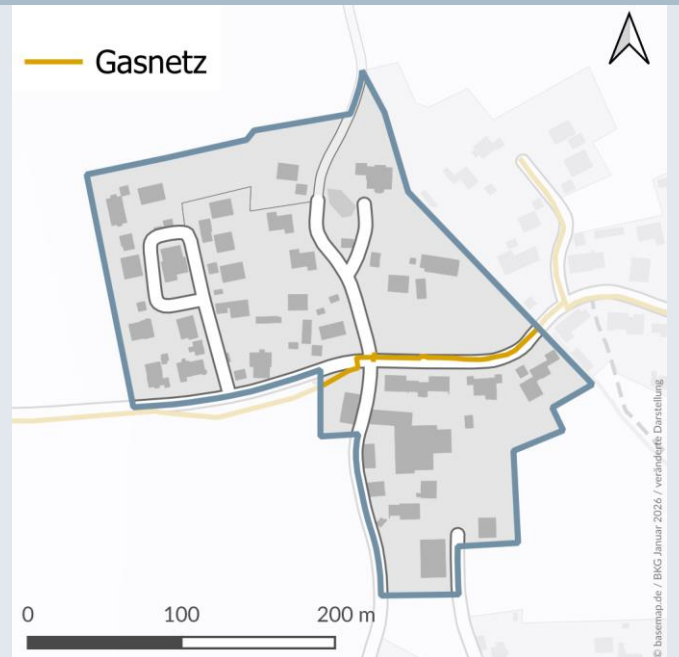 Gasnetz
0 100 200 m
© basemap.de / BKG Januar 2026 / veränderte Darstellung